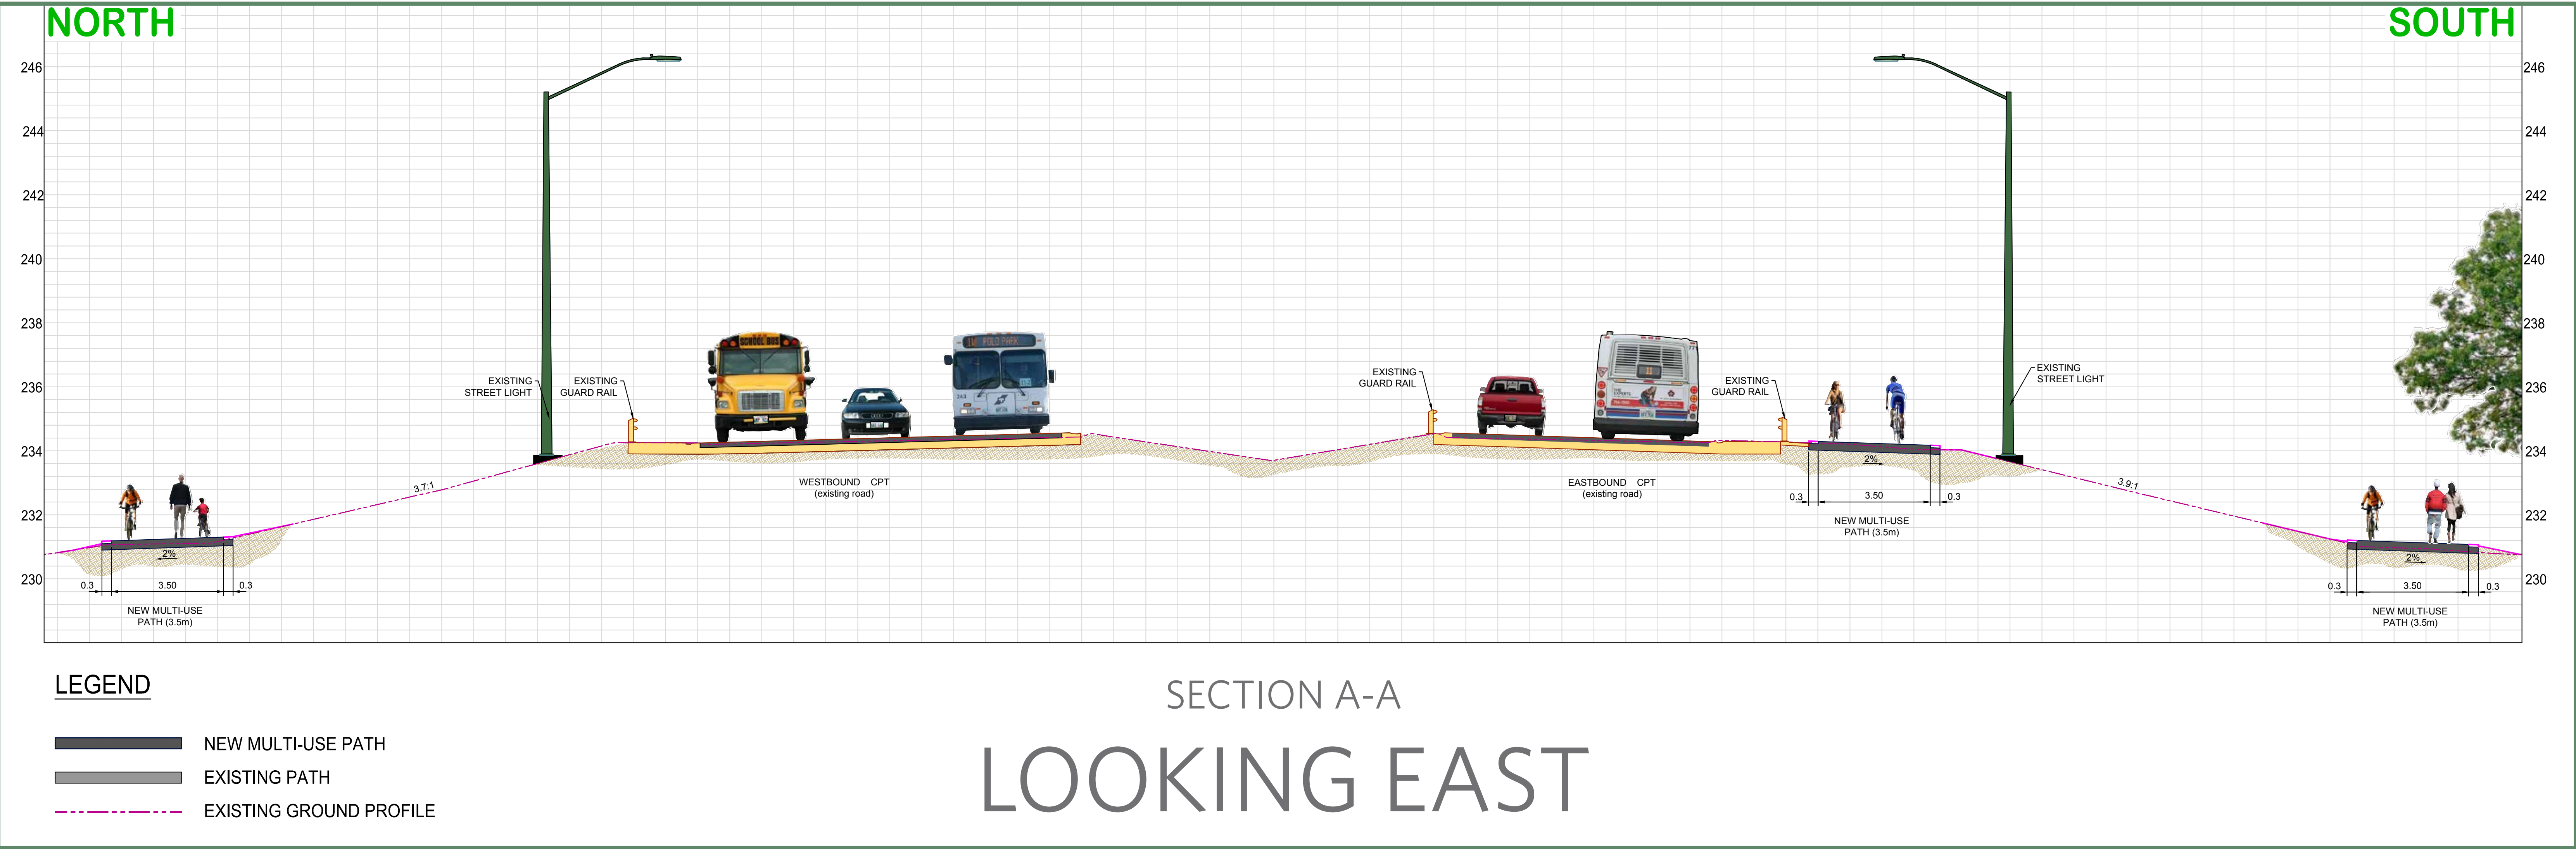 NORTH
SOUTH
246
244
242
240
238
236
234
232
230
246
244
242
240
238
236
234
232
230
EXISTING
STREET LIGHT
EXISTING
GUARD RAIL
SCHOOL BUS
POLO PARK
243
EXISTING
GUARD RAIL
EXISTING
GUARD RAIL
EXISTING
STREET LIGHT
3.7:1
3.9:1
WESTBOUND CPT
(existing road)
EASTBOUND CPT
(existing road)
2%
0.3
3.50
0.3
NEW MULTI-USE
PATH (3.5m)
2%
0.3
3.50
0.3
NEW MULTI-USE
PATH (3.5m)
2%
0.3
3.50
0.3
NEW MULTI-USE
PATH (3.5m)
LEGEND
NEW MULTI-USE PATH
EXISTING PATH
EXISTING GROUND PROFILE
SECTION A-A
LOOKING EAST